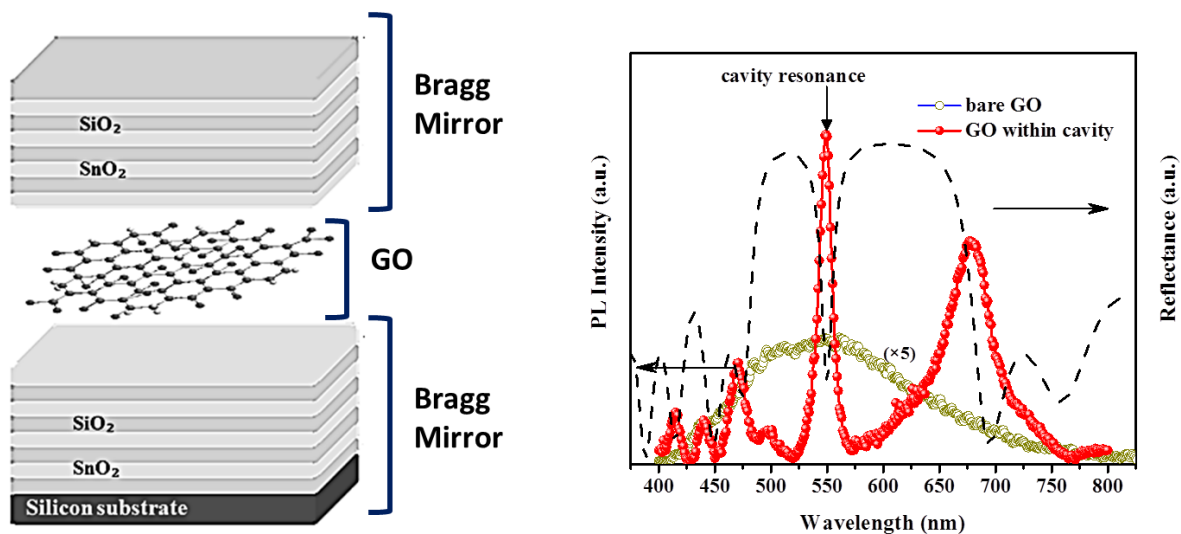 SiO₂
SnO₂
Bragg
Mirror
GO
SiO₂
SnO₂
Silicon substrate
Bragg
Mirror
cavity resonance
bare GO
GO within cavity
(×5)
PL Intensity (a.u.)
Reflectance (a.u.)
400 450 500 550 600 650 700 750 800
Wavelength (nm)